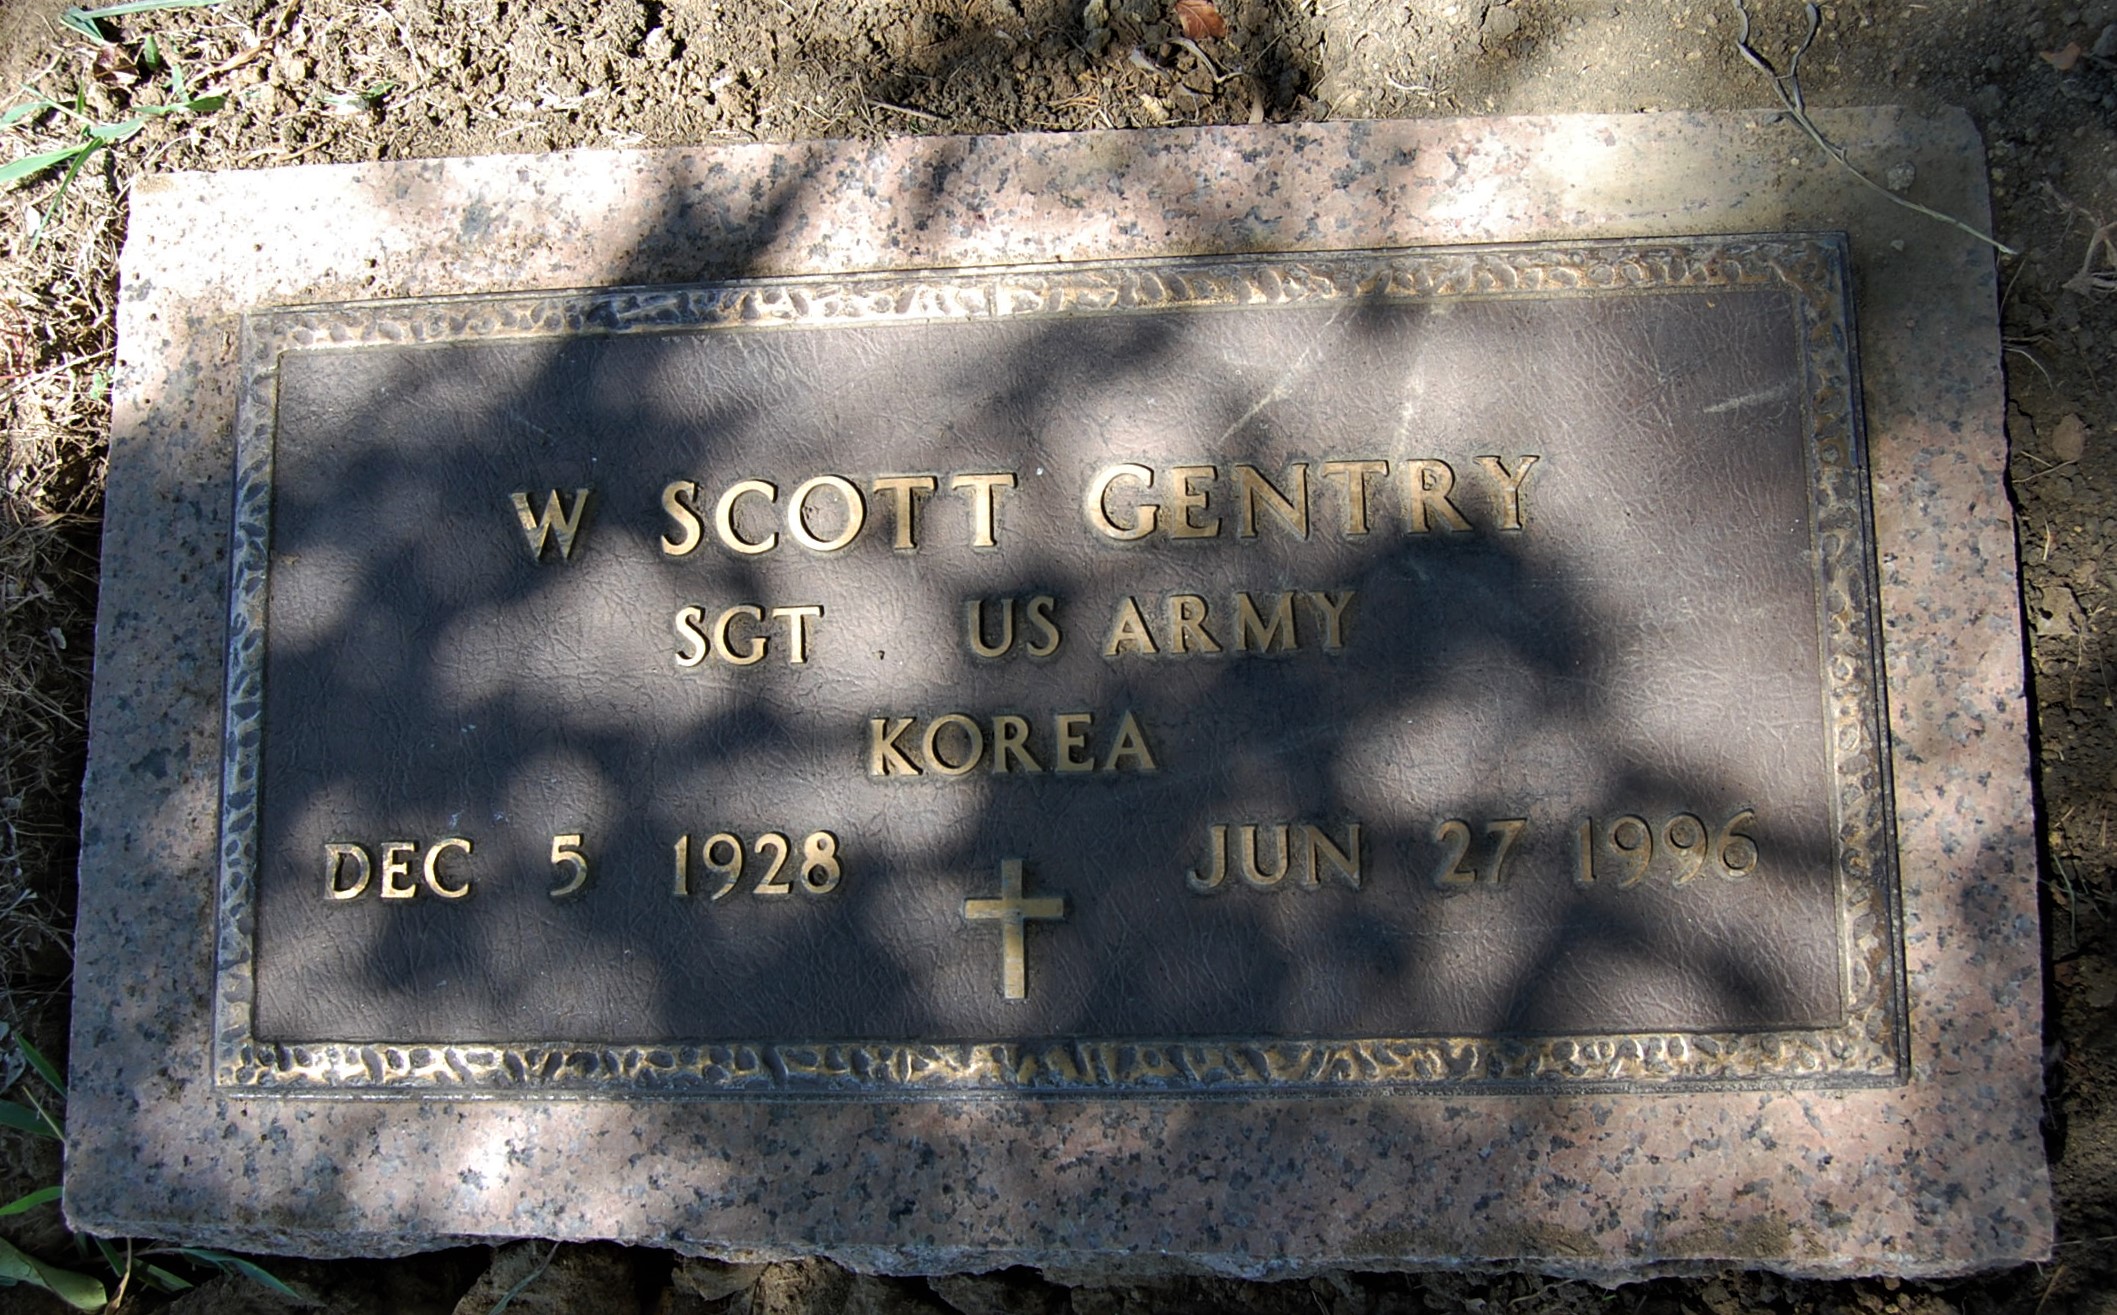 W SCOTT GENTRY
SGT US ARMY
KOREA
DEC 5 1928 JUN 27 1996